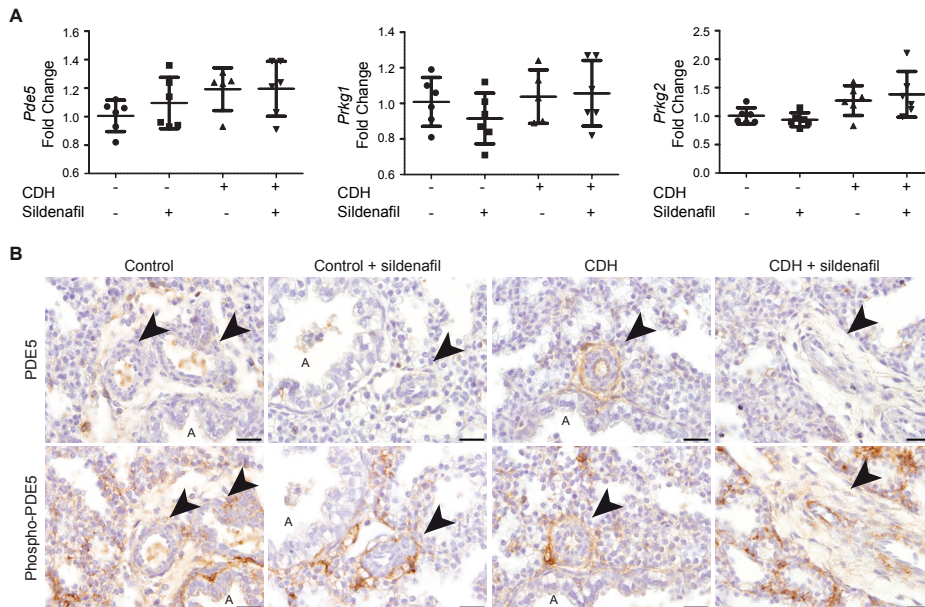 A
Pde5
Fold Change
1.6
1.4
1.2
1.0
0.8
0.6
Prkg1
Fold Change
1.4
1.2
1.0
0.8
0.6
Prkg2
Fold Change
2.5
2.0
1.5
1.0
0.5
0.0
CDH - - + +
Sildenafil - + - +
CDH - - + +
Sildenafil - + - +
CDH - - + +
Sildenafil - + - +
B
Control
Control + sildenafil
CDH
CDH + sildenafil
PDE5
A
A
A
Phospho-PDE5
A
A
A